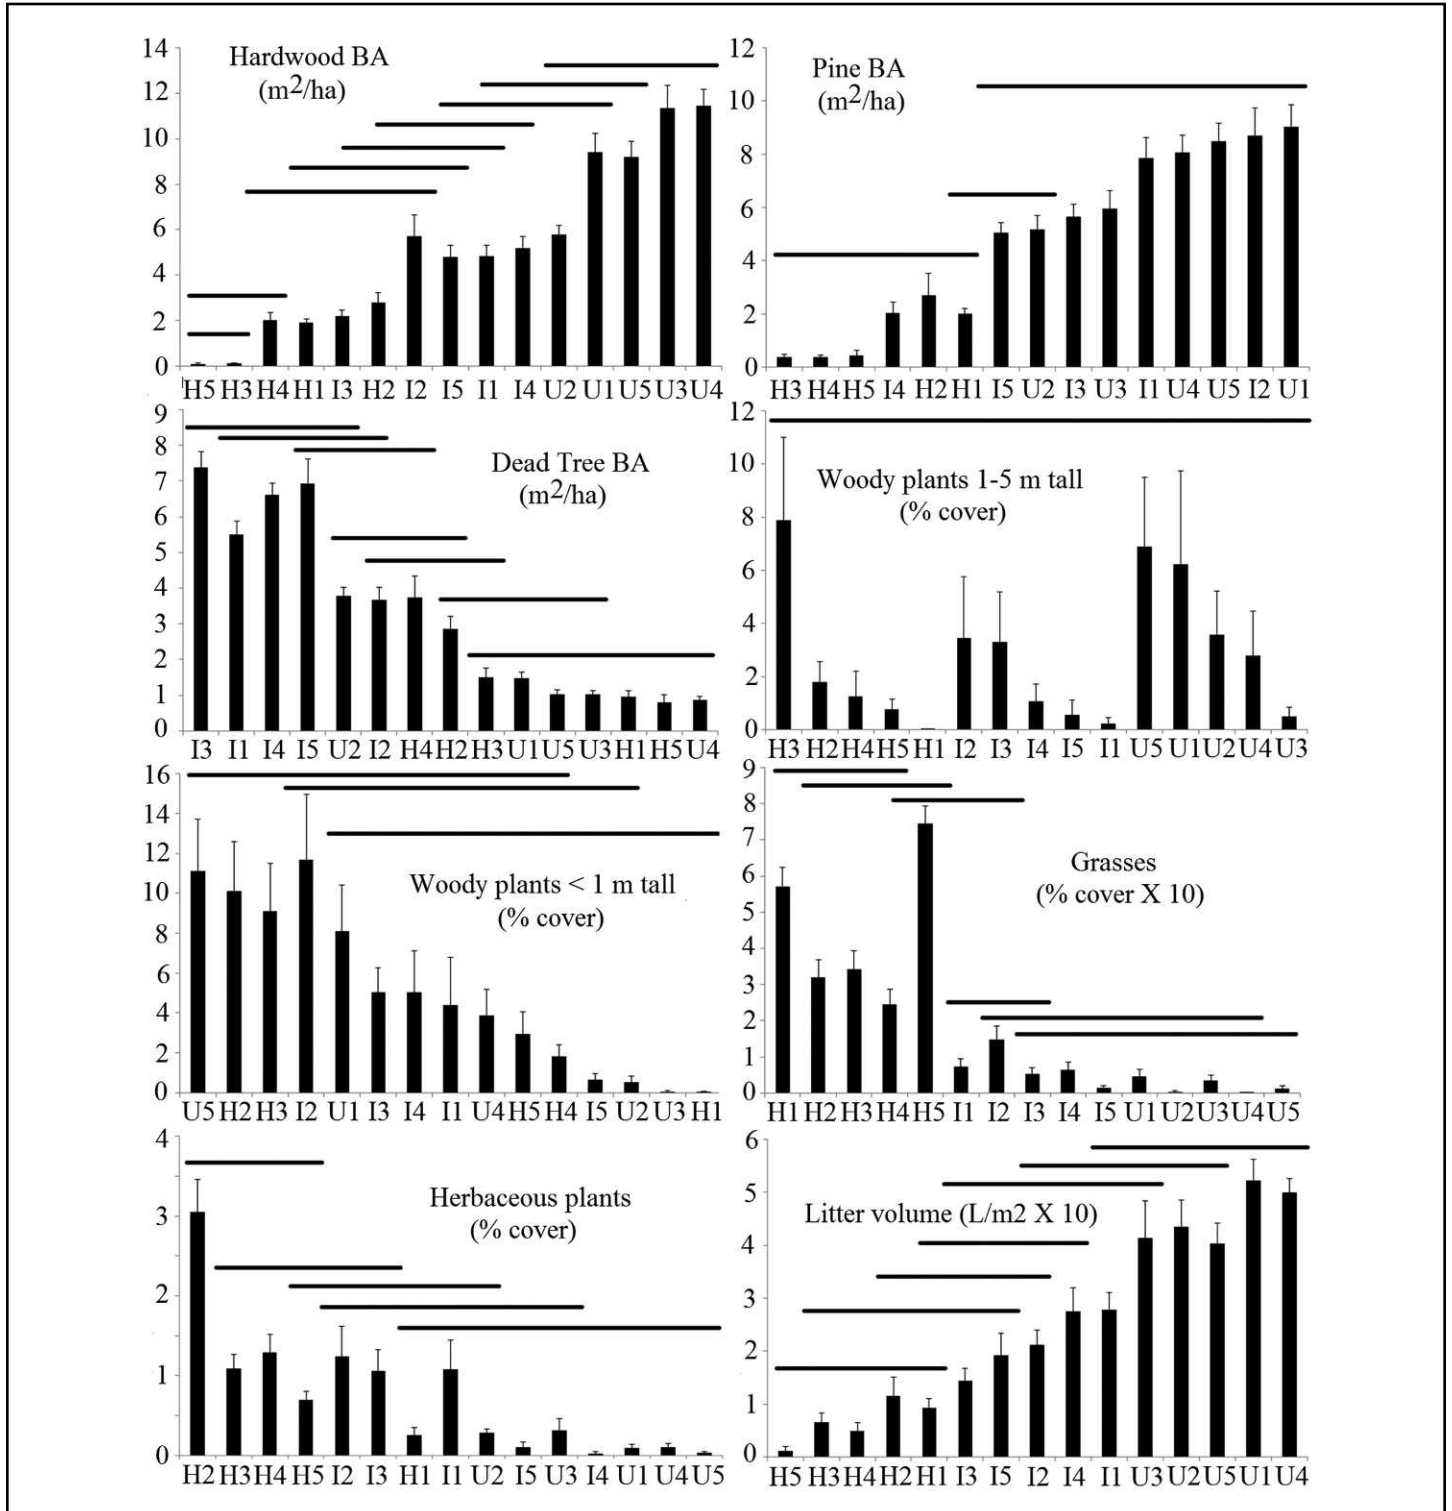 Hardwood BA
(m2/ha)
14
12
10
8
6
4
2
0
H5 H3 H4 H1 I3 H2 I2 I5 I1 I4 U2 U1 U5 U3 U4
Pine BA
(m2/ha)
12
10
8
6
4
2
0
H3 H4 H5 I4 H2 H1 I5 U2 I3 U3 I1 U4 U5 I2 U1
Dead Tree BA
(m2/ha)
9
8
7
6
5
4
3
2
1
0
I3 I1 I4 I5 U2 I2 H4 H2 H3 U1 U5 U3 H1 H5 U4
Woody plants 1-5 m tall
(% cover)
12
10
8
6
4
2
0
H3 H2 H4 H5 H1 I2 I3 I4 I5 I1 U5 U1 U2 U4 U3
Woody plants < 1 m tall
(% cover)
16
14
12
10
8
6
4
2
0
U5 H2 H3 I2 U1 I3 I4 I1 U4 H5 H4 I5 U2 U3 H1
Grasses
(% cover X 10)
9
8
7
6
5
4
3
2
1
0
H1 H2 H3 H4 H5 I1 I2 I3 I4 I5 U1 U2 U3 U4 U5
Herbaceous plants
(% cover)
4
3
2
1
0
H2 H3 H4 H5 I2 I3 H1 I1 U2 I5 U3 I4 U1 U4 U5
Litter volume (L/m2 X 10)
6
5
4
3
2
1
0
H5 H3 H4 H2 H1 I3 I5 I2 I4 I1 U3 U2 U5 U1 U4